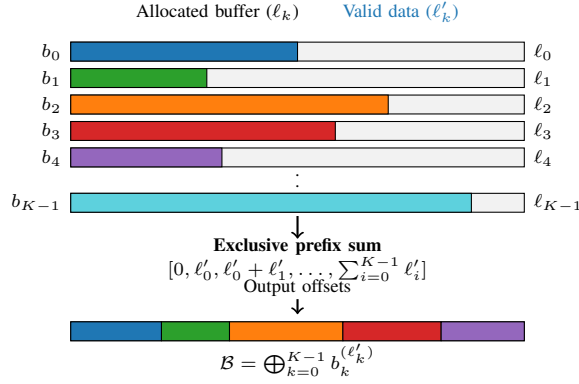 Allocated buffer (ℓ_k) Valid data (ℓ′_k)
b_0 ℓ_0
b_1 ℓ_1
b_2 ℓ_2
b_3 ℓ_3
b_4 ℓ_4
⋮
b_{K−1} ℓ_{K−1}
Exclusive prefix sum
[0, ℓ′_0, ℓ′_0 + ℓ′_1, . . . , ∑_{i=0}^{K−1} ℓ′_i]
Output offsets
ℬ = ⨁_{k=0}^{K−1} b_k^{(ℓ′_k)}